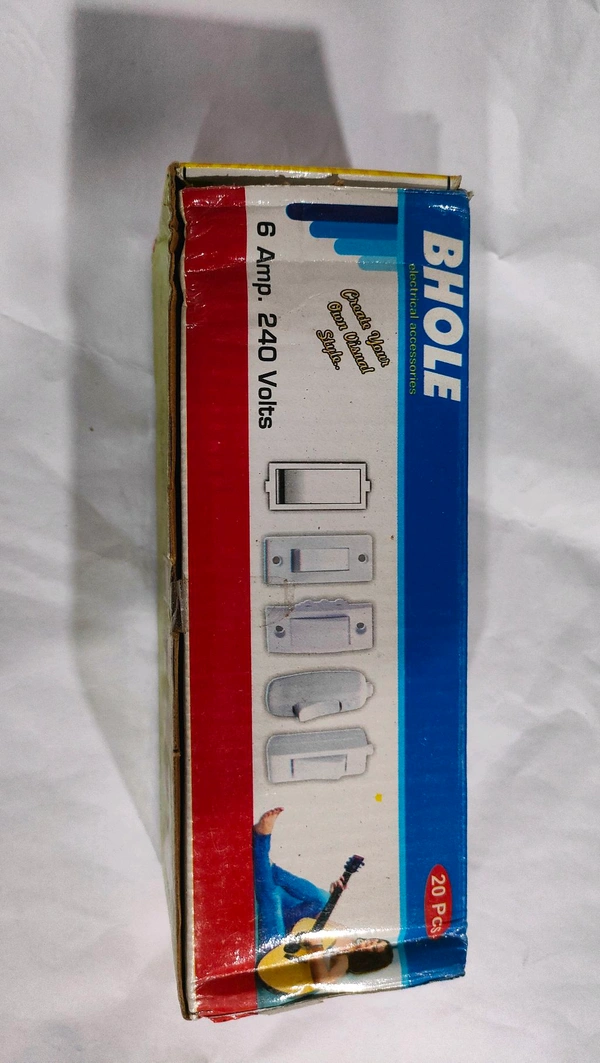 BHOLE
electrical accessories
Create Your
Own Visual
Style..
6 Amp. 240 Volts
20 Pcs